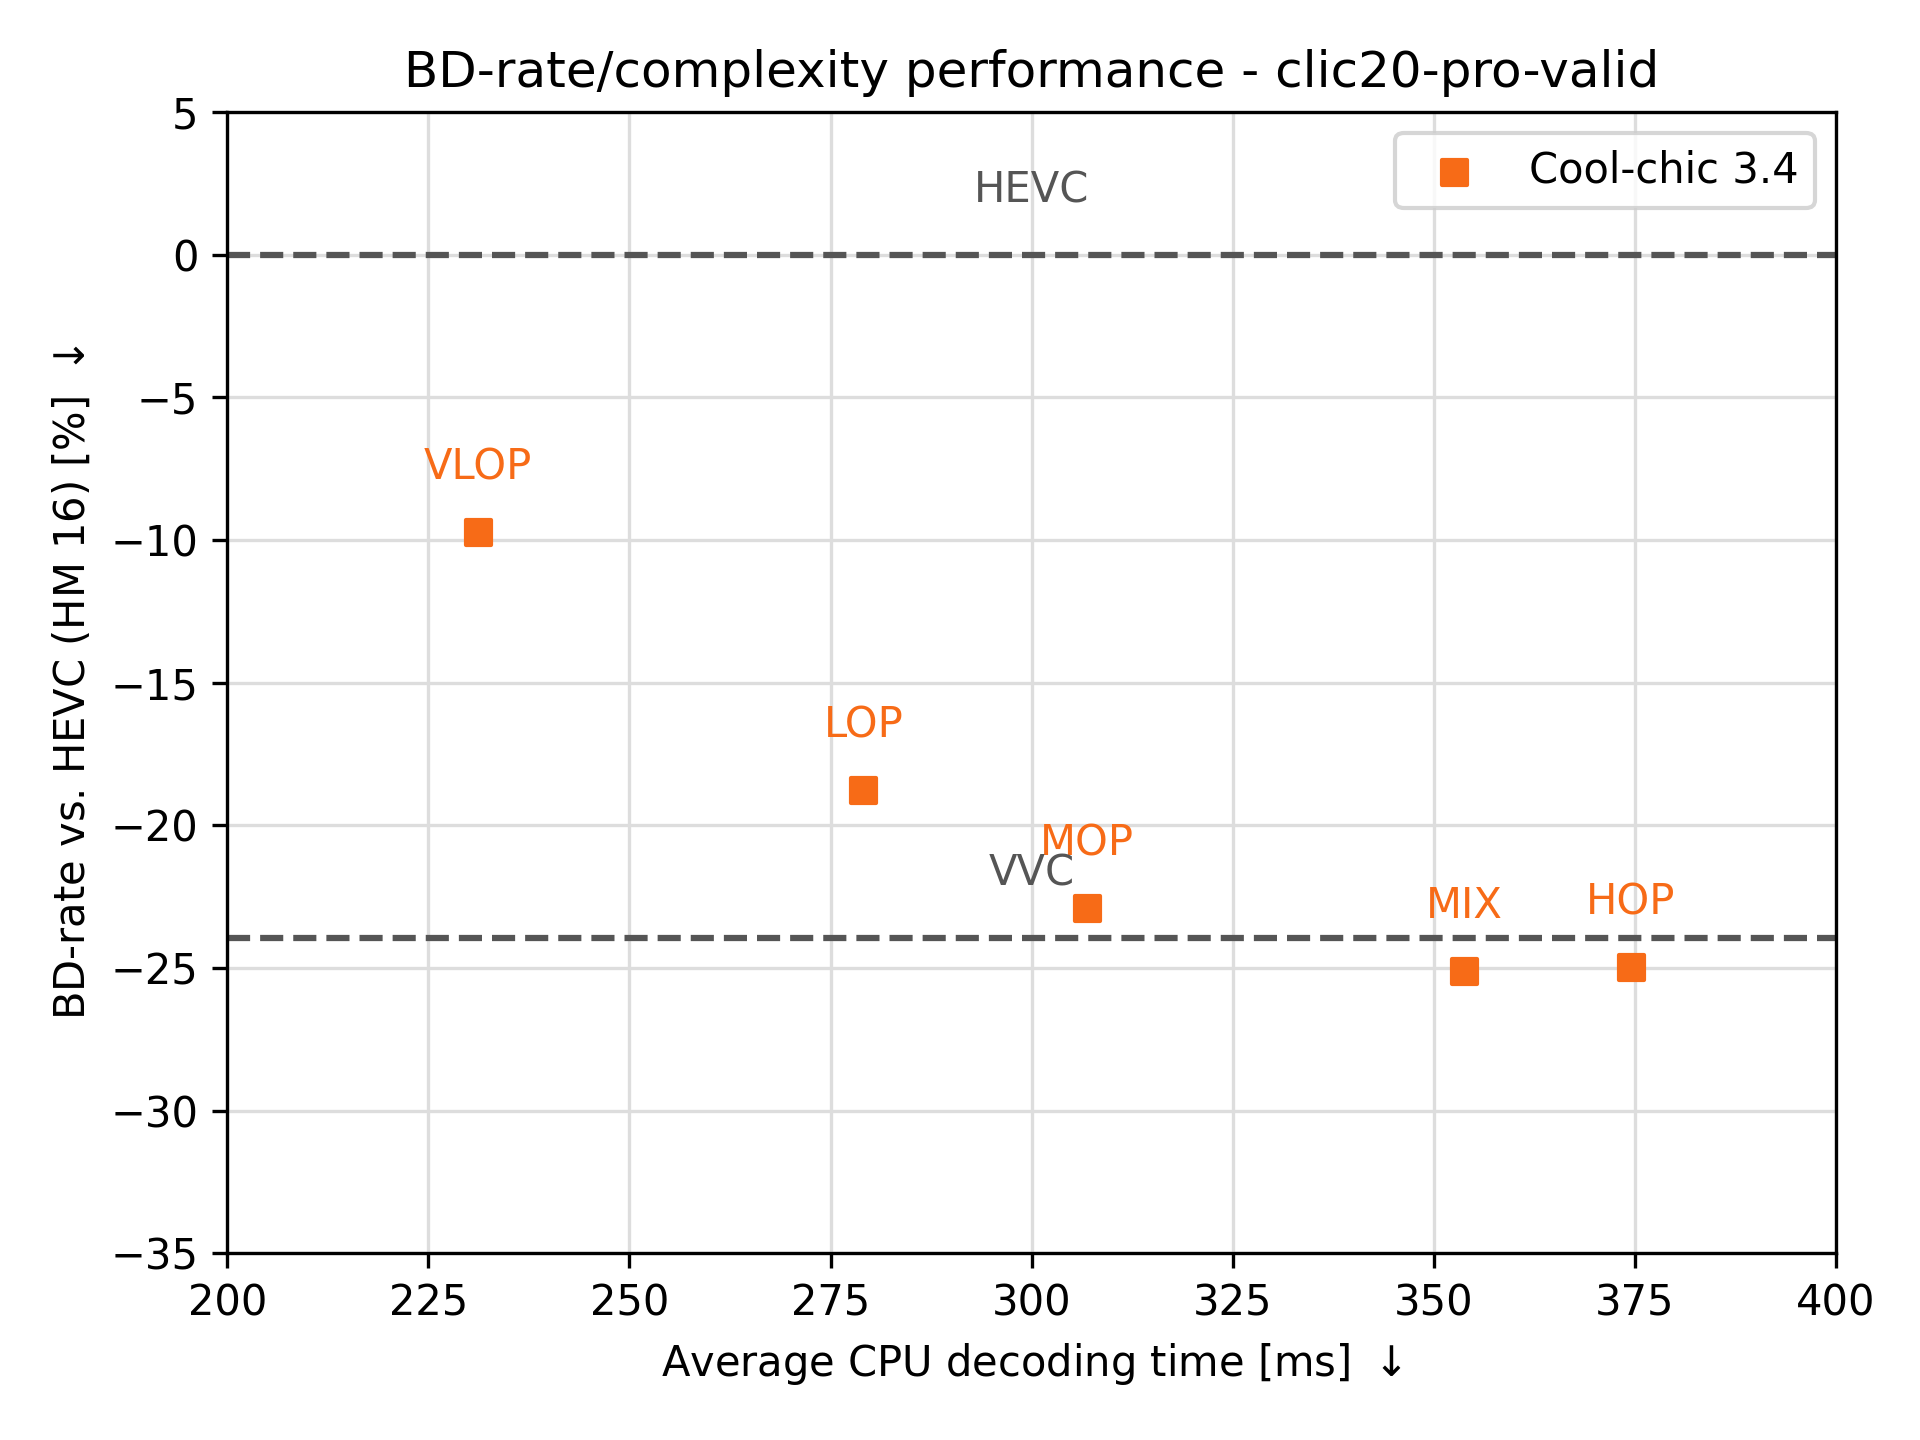 BD-rate/complexity performance - clic20-pro-valid
BD-rate vs. HEVC (HM 16) [%] ↓
5
0
−5
−10
−15
−20
−25
−30
−35
HEVC
Cool-chic 3.4
VLOP
LOP
MOP
VVC
MIX
HOP
200 225 250 275 300 325 350 375 400
Average CPU decoding time [ms] ↓